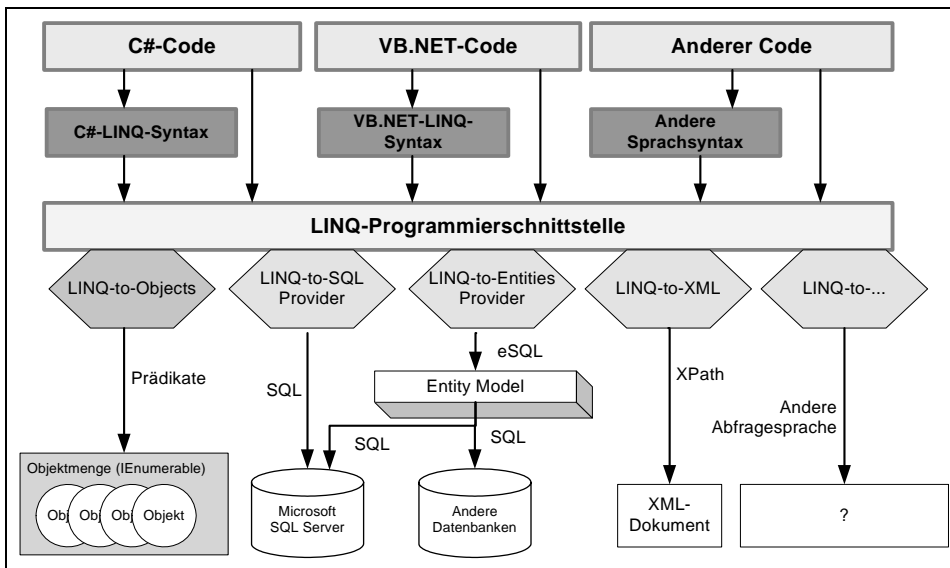 C#-Code
VB.NET-Code
Anderer Code
C#-LINQ-Syntax
VB.NET-LINQ-
Syntax
Andere
Sprachsyntax
LINQ-Programmierschnittstelle
LINQ-to-Objects
LINQ-to-SQL
Provider
LINQ-to-Entities
Provider
LINQ-to-XML
LINQ-to-...
Prädikate
SQL
eSQL
Entity Model
SQL
SQL
XPath
Andere
Abfragesprache
Objektmenge (IEnumerable)
Obj
Obj
Obj
Objekt
Microsoft
SQL Server
Andere
Datenbanken
XML-
Dokument
?